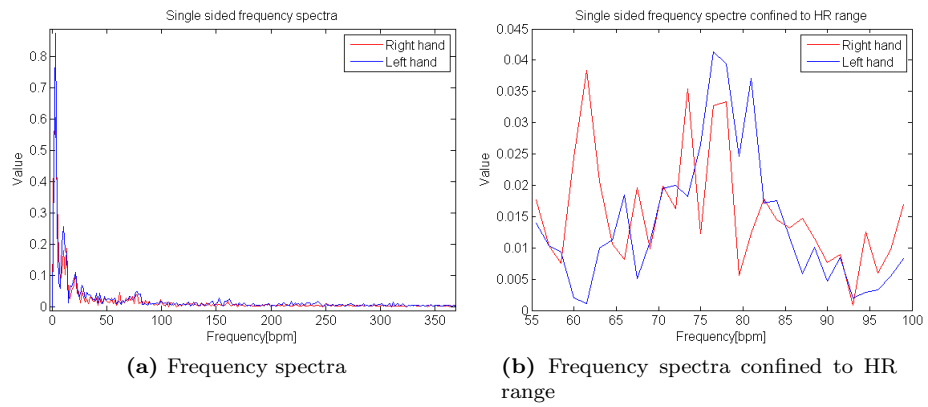 Single sided frequency spectra
Right hand
Left hand
0.8
0.7
0.6
0.5
0.4
0.3
0.2
0.1
0
Value
0 50 100 150 200 250 300 350
Frequency[bpm]
(a) Frequency spectra
Single sided frequency spectre confined to HR range
Right hand
Left hand
0.045
0.04
0.035
0.03
0.025
0.02
0.015
0.01
0.005
0
Value
55 60 65 70 75 80 85 90 95 100
Frequency[bpm]
(b) Frequency spectra confined to HR
range